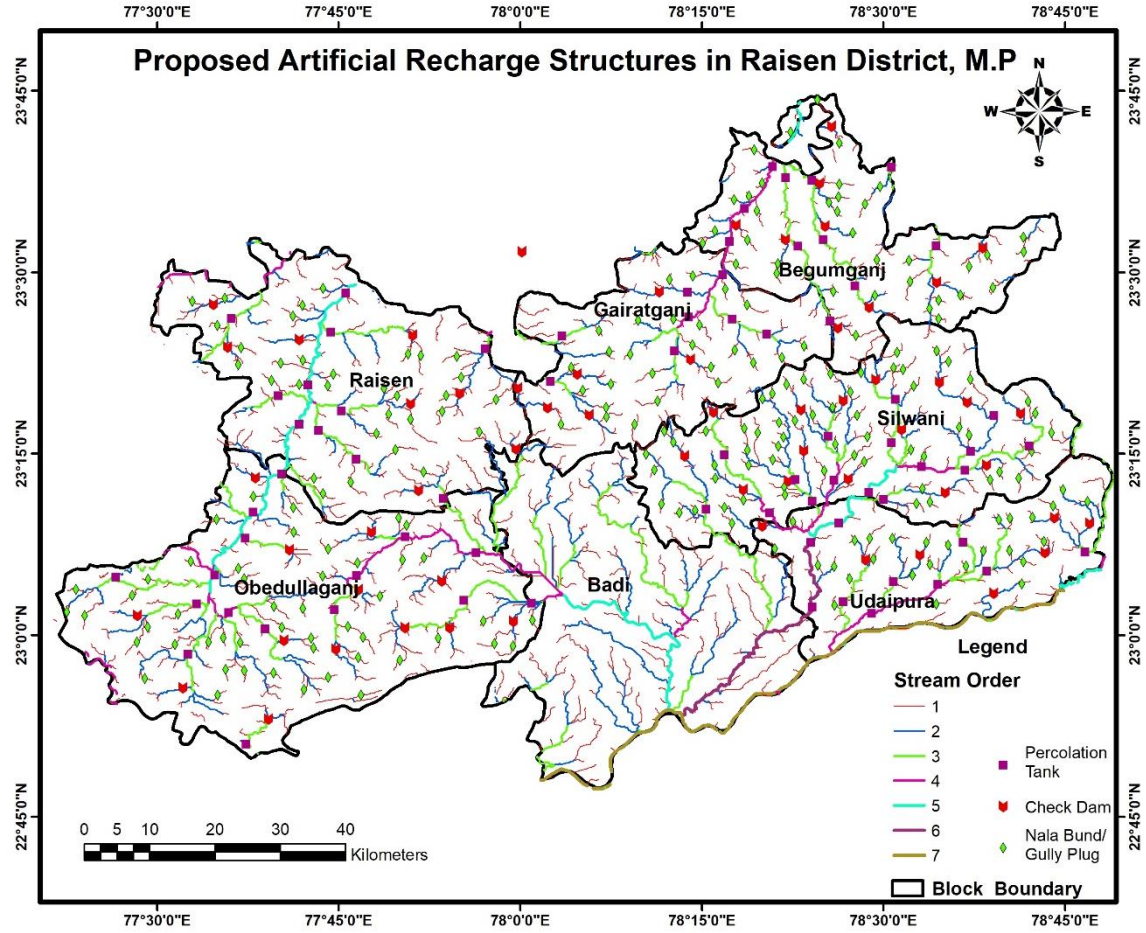 77°30'0"E 77°45'0"E 78°0'0"E 78°15'0"E 78°30'0"E 78°45'0"E
Proposed Artificial Recharge Structures in Raisen District, M.P
N
W E
S
23°45'0"N 23°45'0"N
23°30'0"N 23°30'0"N
Begumganj
Gairatganj
Raisen
Silwani
23°15'0"N 23°15'0"N
Obedullaganj
Badi
Udaipura
23°0'0"N 23°0'0"N
Legend
Stream Order
1
2
3
4
5
6
7
Percolation
Tank
Check Dam
Nala Bund/
Gully Plug
Block Boundary
22°45'0"N 22°45'0"N
0 5 10 20 30 40
Kilometers
77°30'0"E 77°45'0"E 78°0'0"E 78°15'0"E 78°30'0"E 78°45'0"E